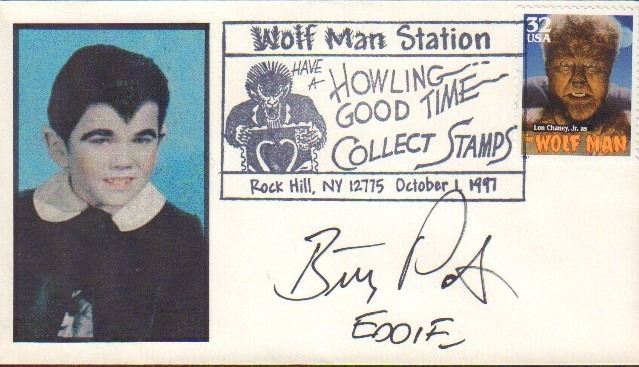 Wolf Man Station
HAVE A HOWLING
GOOD TIME
COLLECT STAMPS
Rock Hill, NY 12775 October 1, 1997
32
USA
Lon Chaney, Jr. as
WOLF MAN
EDDIE